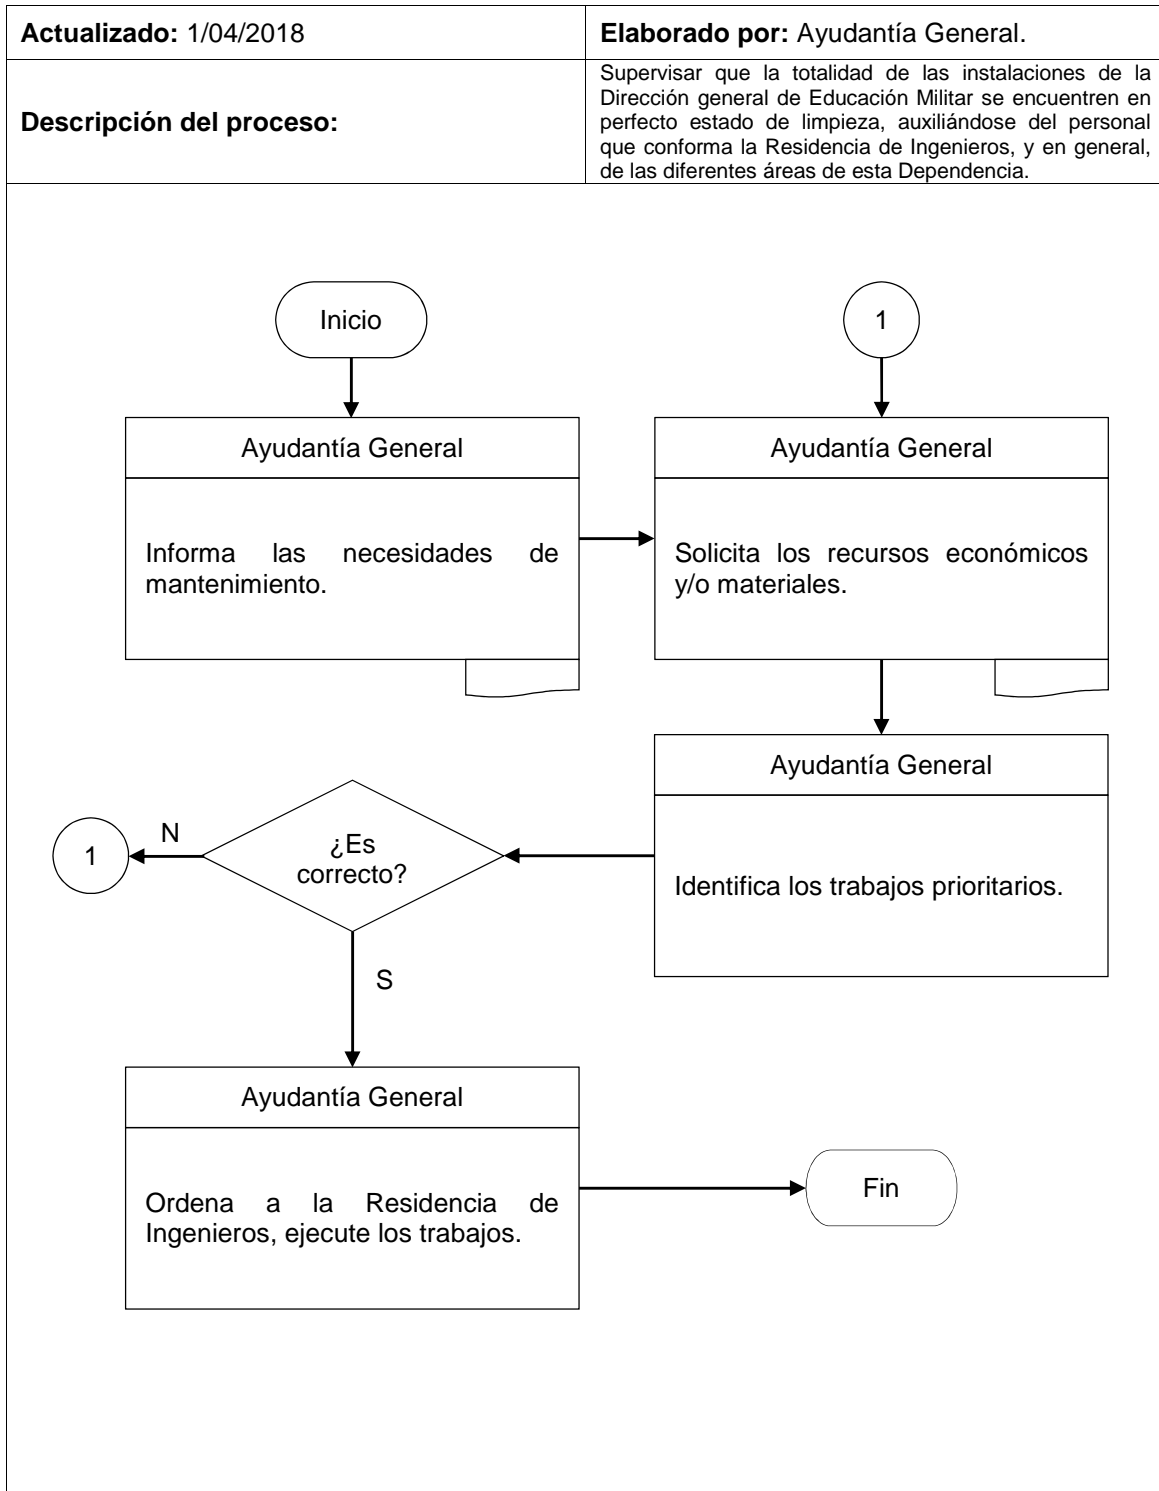 Actualizado: 1/04/2018
Elaborado por: Ayudantía General.
Descripción del proceso:
Supervisar que la totalidad de las instalaciones de la
Dirección general de Educación Militar se encuentren en
perfecto estado de limpieza, auxiliándose del personal
que conforma la Residencia de Ingenieros, y en general,
de las diferentes áreas de esta Dependencia.
Inicio
1
Ayudantía General
Informa las necesidades de
mantenimiento.
Ayudantía General
Solicita los recursos económicos
y/o materiales.
Ayudantía General
Identifica los trabajos prioritarios.
¿Es
correcto?
N
1
S
Ayudantía General
Ordena a la Residencia de
Ingenieros, ejecute los trabajos.
Fin